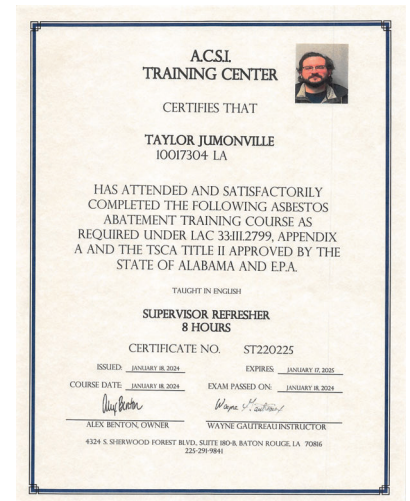 A.C.S.I.
TRAINING CENTER
CERTIFIES THAT
TAYLOR JUMONVILLE
10017304 LA
HAS ATTENDED AND SATISFACTORILY
COMPLETED THE FOLLOWING ASBESTOS
ABATEMENT TRAINING COURSE AS
REQUIRED UNDER LAC 33:III.2799, APPENDIX
A AND THE TSCA TITLE II APPROVED BY THE
STATE OF ALABAMA AND E.P.A.
TAUGHT IN ENGLISH
SUPERVISOR REFRESHER
8 HOURS
CERTIFICATE NO. ST220225
ISSUED: JANUARY 18, 2024 EXPIRES: JANUARY 17, 2025
COURSE DATE: JANUARY 18, 2024 EXAM PASSED ON: JANUARY 18, 2024
Alex Benton Wayne Gautreau
ALEX BENTON, OWNER WAYNE GAUTREAU INSTRUCTOR
4324 S. SHERWOOD FOREST BLVD., SUITE 180-B, BATON ROUGE, LA 70816
225-291-9841